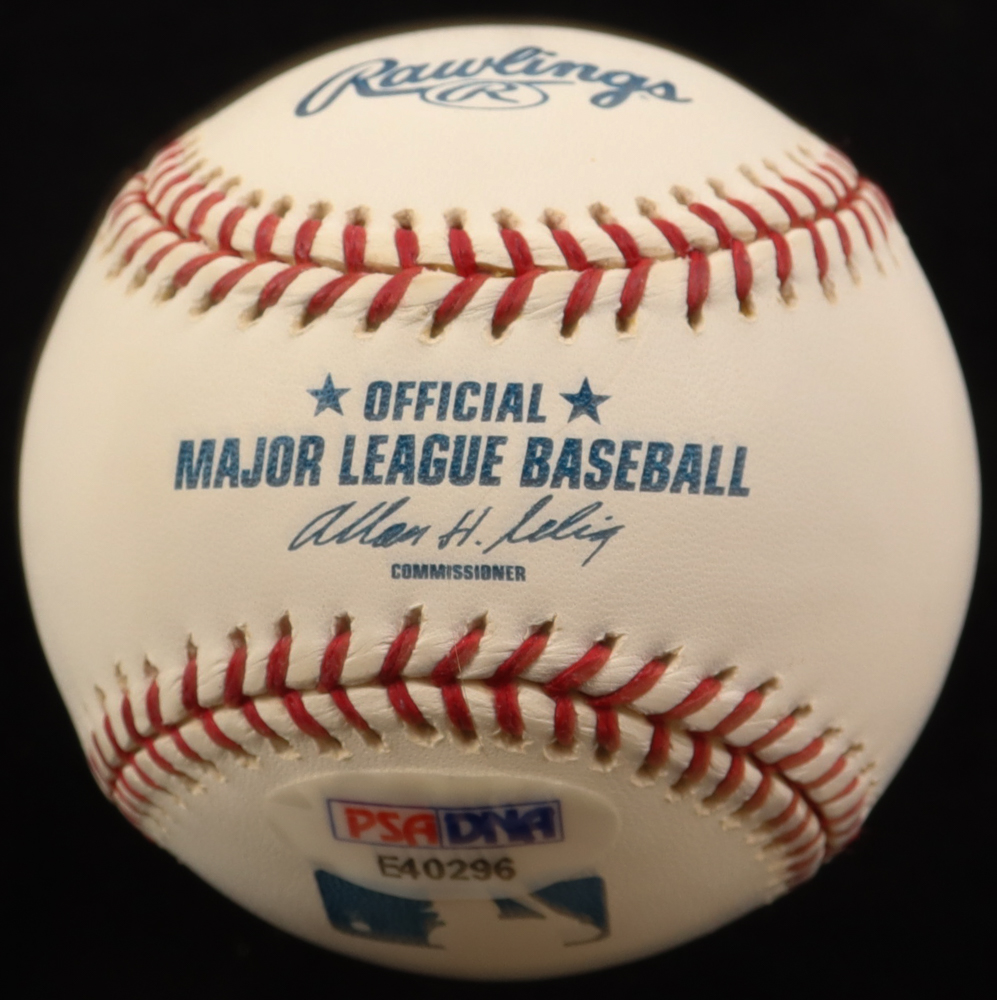 Rawlings
R
★ OFFICIAL ★
MAJOR LEAGUE BASEBALL
Allan H. Selig
COMMISSIONER
PSA DNA
E40296